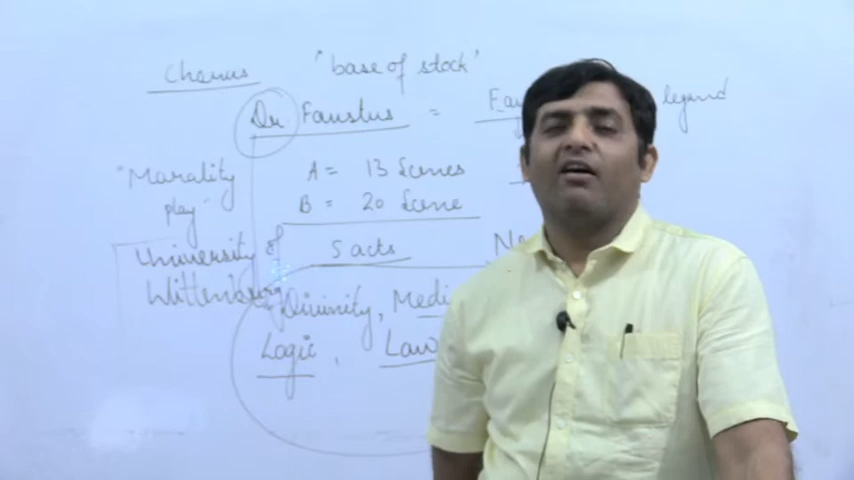 Chorus "base of stock"
Dr. Faustus = legend
"Morality A = 13 Scenes
play" B = 20 Scene
University of 5 acts
Wittenburg Divinity, Medi
Logic, Law